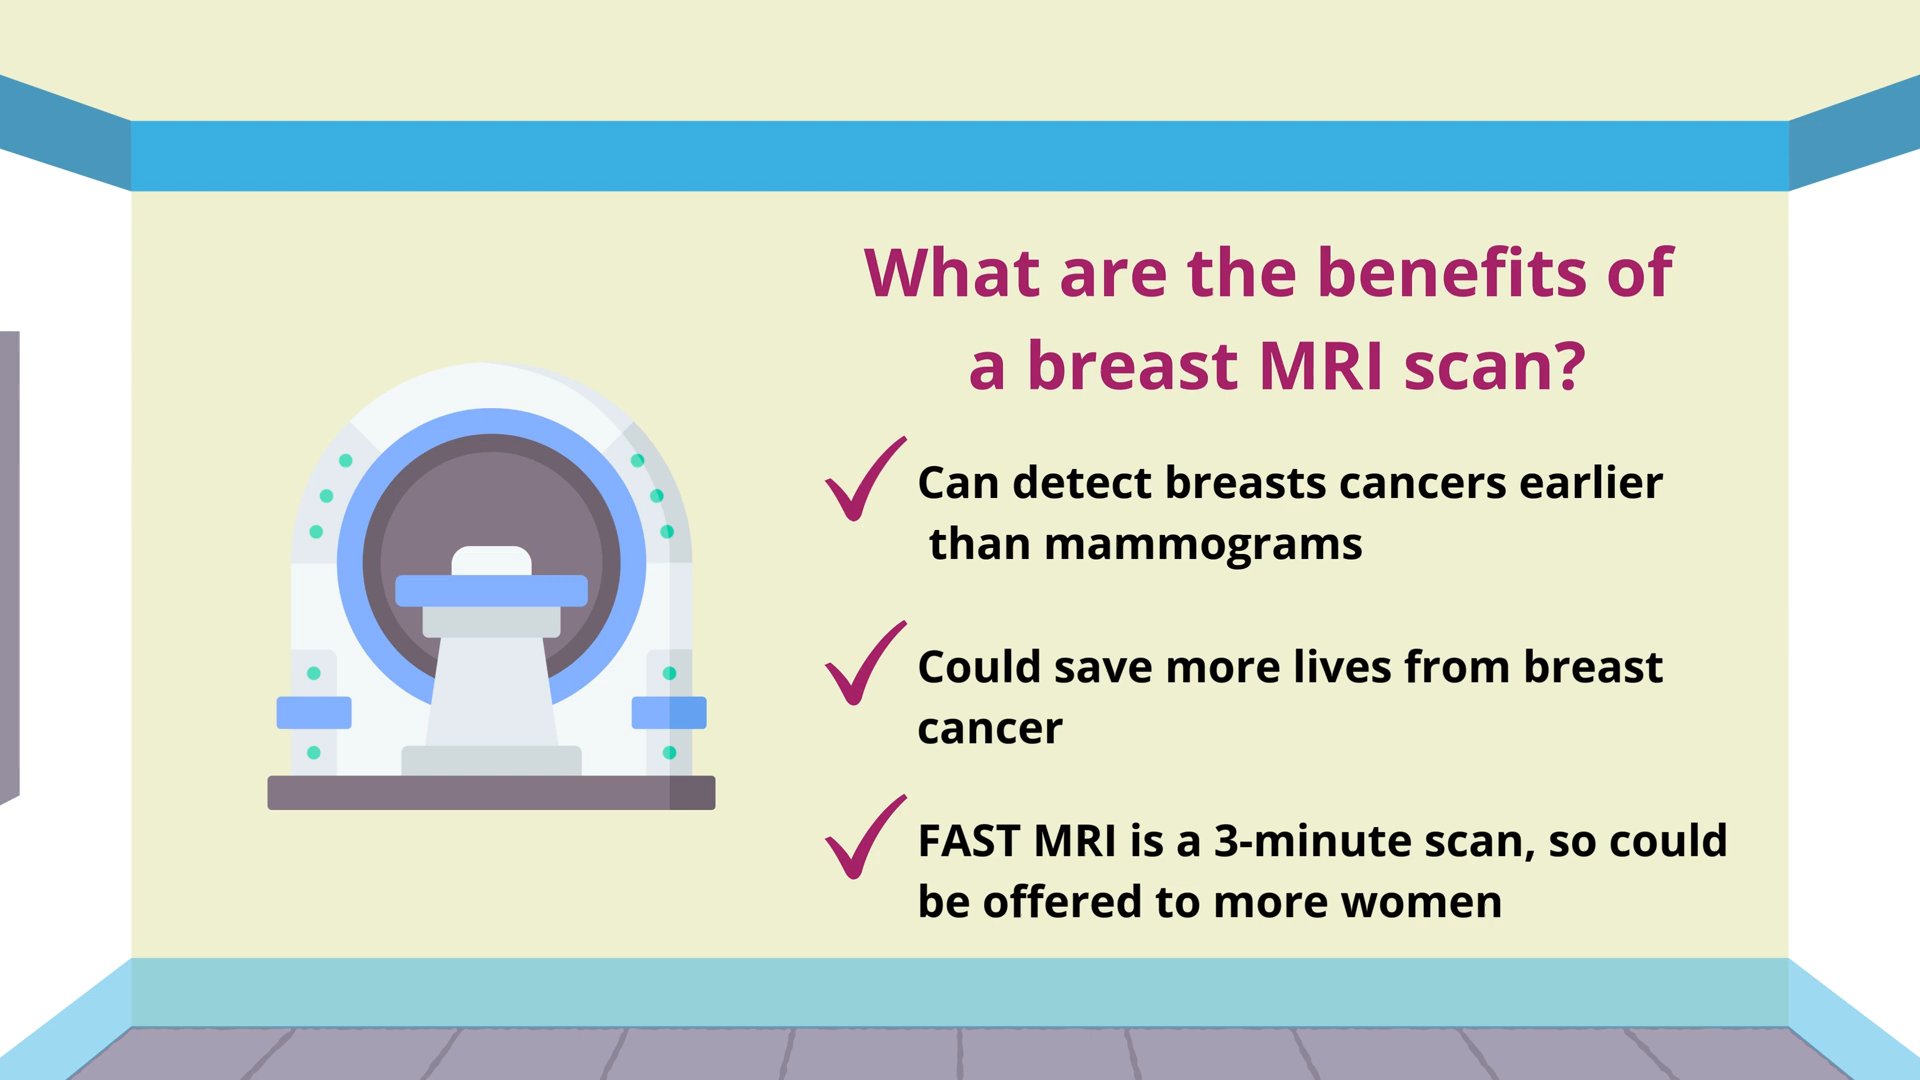 What are the benefits of
a breast MRI scan?
Can detect breasts cancers earlier
than mammograms
Could save more lives from breast
cancer
FAST MRI is a 3-minute scan, so could
be offered to more women